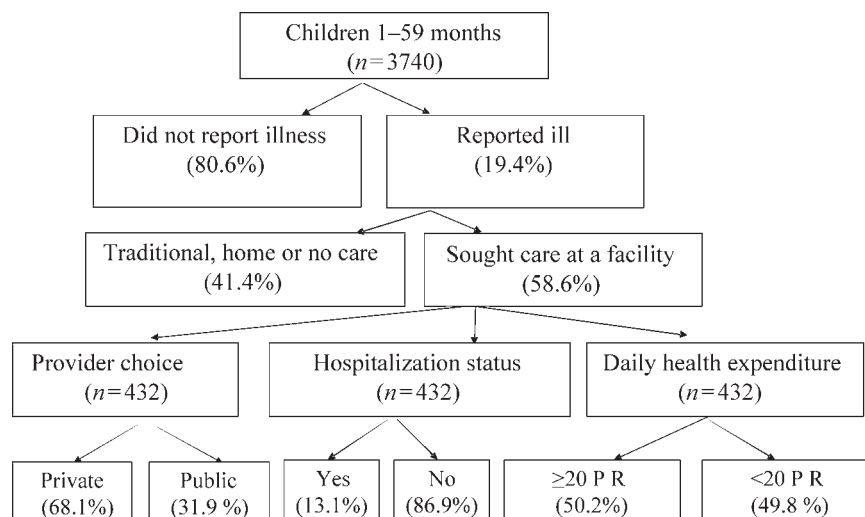 Children 1–59 months
(n=3740)
Did not report illness
(80.6%)
Reported ill
(19.4%)
Traditional, home or no care
(41.4%)
Sought care at a facility
(58.6%)
Provider choice
(n=432)
Hospitalization status
(n=432)
Daily health expenditure
(n=432)
Private
(68.1%)
Public
(31.9 %)
Yes
(13.1%)
No
(86.9%)
≥20 P R
(50.2%)
<20 P R
(49.8 %)